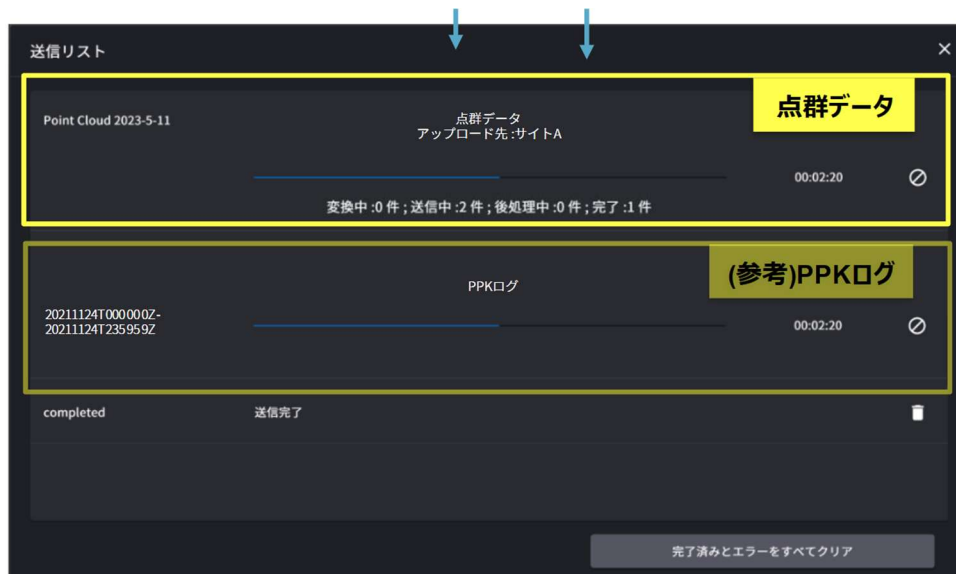 送信リスト
点群データ
Point Cloud 2023-5-11
点群データ
アップロード先 :サイトA
00:02:20
変換中 :0 件 ; 送信中 :2 件 ; 後処理中 :0 件 ; 完了 :1 件
(参考)PPKログ
PPKログ
20211124T000000Z-
20211124T235959Z
00:02:20
completed
送信完了
完了済みとエラーをすべてクリア